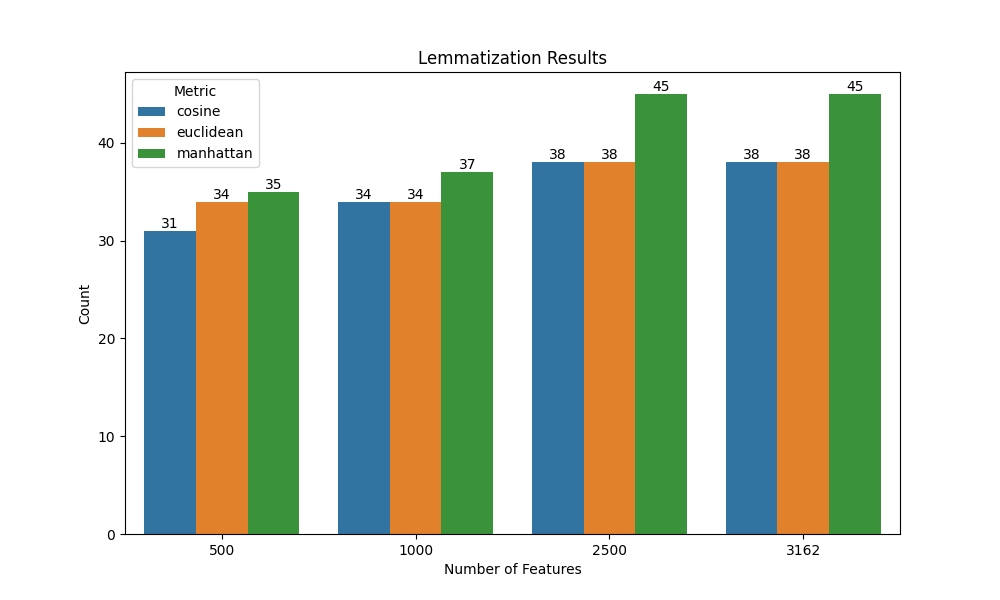 Lemmatization Results
Metric
cosine
euclidean
manhattan
31 34 35 34 34 37 38 38 45 38 38 45
Count
40
30
20
10
0
500 1000 2500 3162
Number of Features